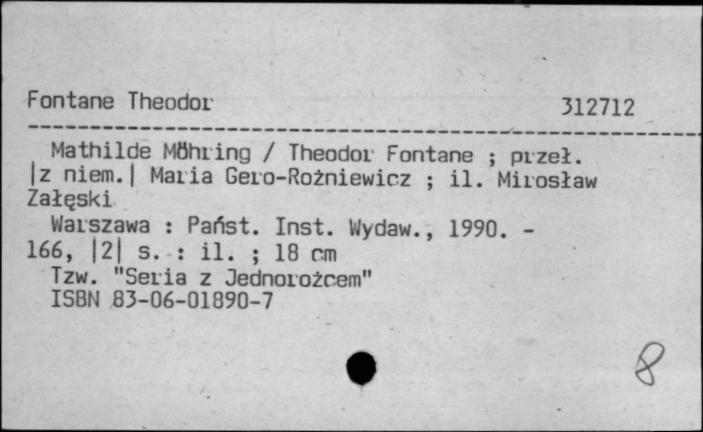 Fontane Theodor 312712
Mathilde Möhring / Theodor Fontane ; przeł.
|z niem.| Maria Gero-Rożniewicz ; il. Mirosław
Załęski
Warszawa : Państ. Inst. Wydaw., 1990. -
166, |2| s. : il. ; 18 cm
Tzw. "Seria z Jednorożcem"
ISBN 83-06-01890-7
8